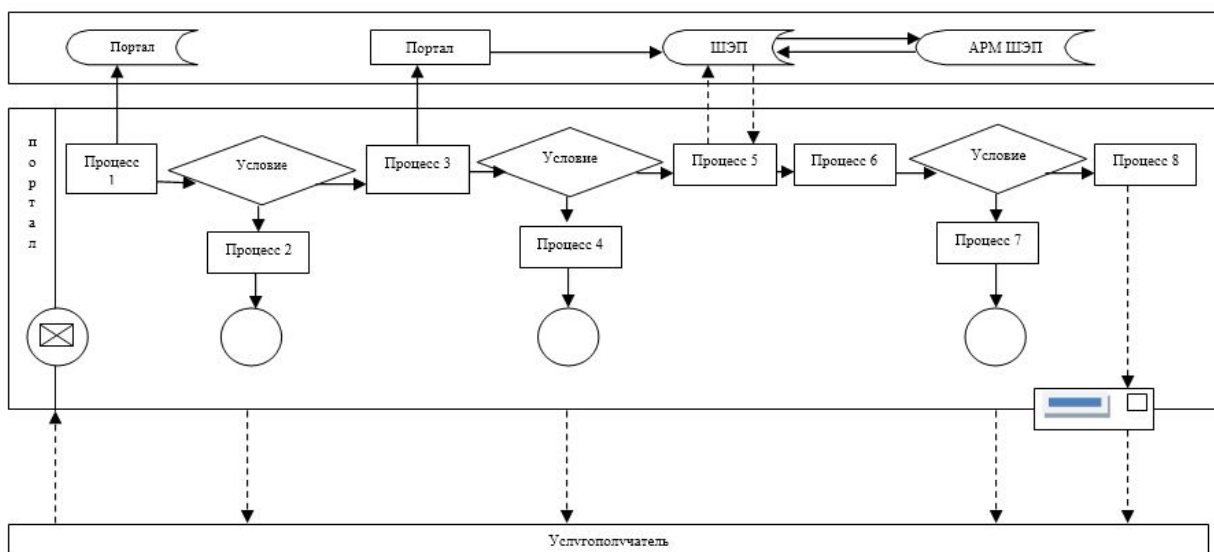 Портал
Портал
ШЭП
АРМ ШЭП
п
о
р
т
а
л
Процесс
1
Условие
Процесс 3
Условие
Процесс 5
Процесс 6
Условие
Процесс 8
Процесс 2
Процесс 4
Процесс 7
Услугополучатель